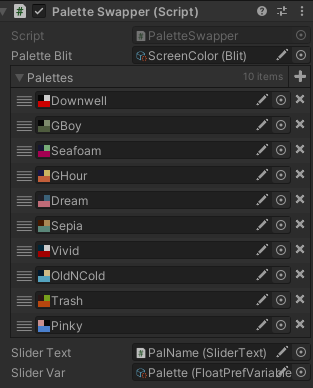 Palette Swapper (Script)
Script PaletteSwapper
Palette Blit ScreenColor (Blit)
Palettes 10 items
Downwell
GBoy
Seafoam
GHour
Dream
Sepia
Vivid
OldNCold
Trash
Pinky
Slider Text PalName (SliderText)
Slider Var Palette (FloatPrefVariable